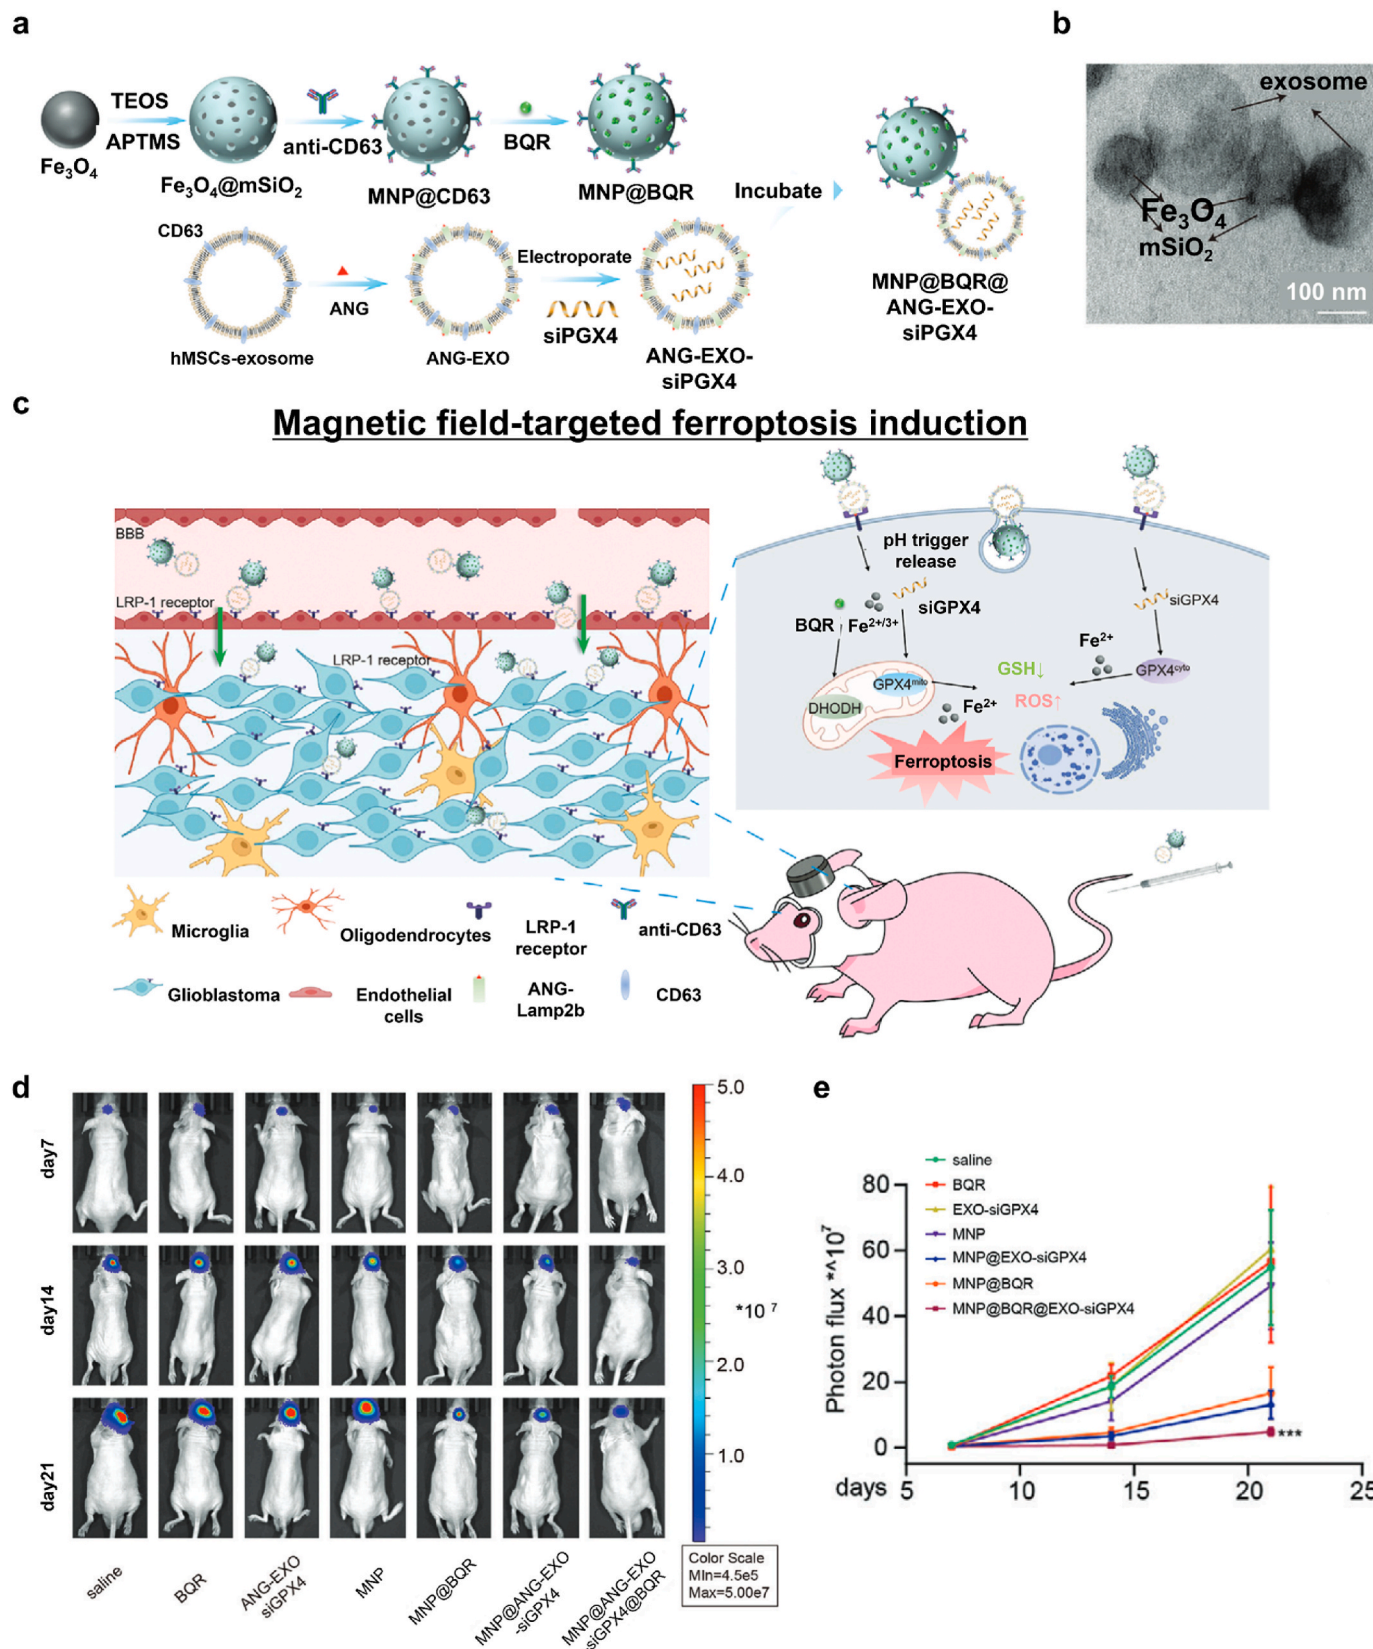 a
TEOS
APTMS
Fe3O4
Fe3O4@mSiO2
anti-CD63
MNP@CD63
BQR
MNP@BQR
Incubate
CD63
hMSCs-exosome
ANG
ANG-EXO
Electroporate
siPGX4
ANG-EXO-
siPGX4
MNP@BQR@
ANG-EXO-
siPGX4
b
exosome
Fe3O4
mSiO2
100 nm
c
Magnetic field-targeted ferroptosis induction
BBB
LRP-1 receptor
LRP-1 receptor
pH trigger
release
siGPX4
BQR
Fe2+/3+
siGPX4
Fe2+
GPX4mito
GPX4cyto
DHODH
GSH↓
ROS↑
Fe2+
Ferroptosis
Microglia
Oligodendrocytes
LRP-1
receptor
anti-CD63
Glioblastoma
Endothelial
cells
ANG-
Lamp2b
CD63
d
day7
day14
day21
saline
BQR
ANG-EXO
siGPX4
MNP
MNP@BQR
MNP@ANG-EXO
-siGPX4
MNP@ANG-EXO
-siGPX4@BQR
5.0
4.0
3.0
*10 7
2.0
1.0
Color Scale
MIn=4.5e5
Max=5.00e7
e
saline
BQR
EXO-siGPX4
MNP
MNP@EXO-siGPX4
MNP@BQR
MNP@BQR@EXO-siGPX4
Photon flux *^107
80
60
40
20
0
***
days
5
10
15
20
25